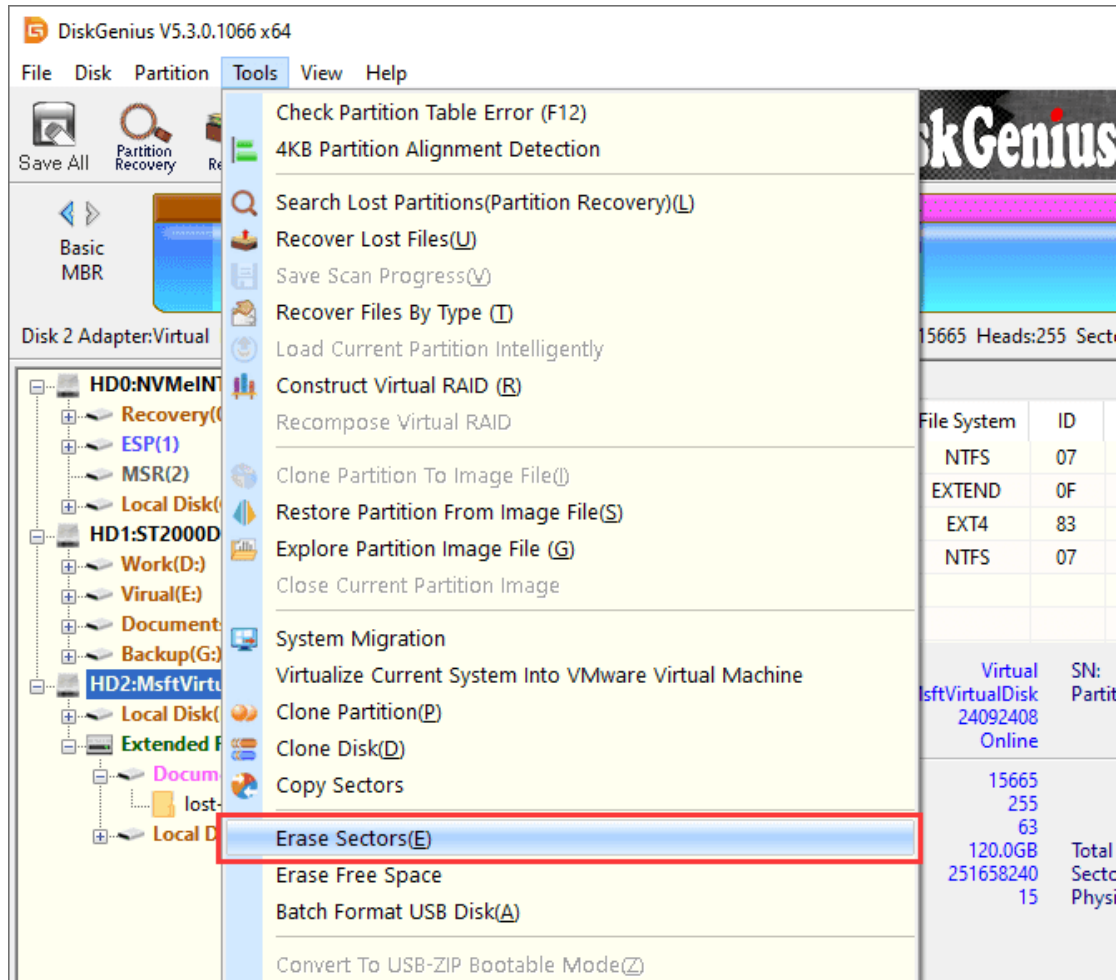 DiskGenius V5.3.0.1066 x64
File Disk Partition Tools View Help
Save All
Partition
Recovery
Check Partition Table Error (F12)
4KB Partition Alignment Detection
Search Lost Partitions(Partition Recovery)(L)
Recover Lost Files(U)
Save Scan Progress(V)
Recover Files By Type (T)
Load Current Partition Intelligently
Construct Virtual RAID (R)
Recompose Virtual RAID
Clone Partition To Image File(I)
Restore Partition From Image File(S)
Explore Partition Image File (G)
Close Current Partition Image
System Migration
Virtualize Current System Into VMware Virtual Machine
Clone Partition(P)
Clone Disk(D)
Copy Sectors
Erase Sectors(E)
Erase Free Space
Batch Format USB Disk(A)
Convert To USB-ZIP Bootable Mode(Z)
skGenius
Basic
MBR
Disk 2 Adapter:Virtual
15665 Heads:255 Secto
HD0:NVMeINT
Recovery(0
ESP(1)
MSR(2)
Local Disk(
HD1:ST2000D
Work(D:)
Virual(E:)
Document
Backup(G:)
HD2:MsftVirtu
Local Disk(
Extended
Docum
lost-
Local D
File System ID
NTFS 07
EXTEND 0F
EXT4 83
NTFS 07
Virtual SN:
MsftVirtualDisk Partit
24092408
Online
15665
255
63
120.0GB Total
251658240 Secto
15 Physi